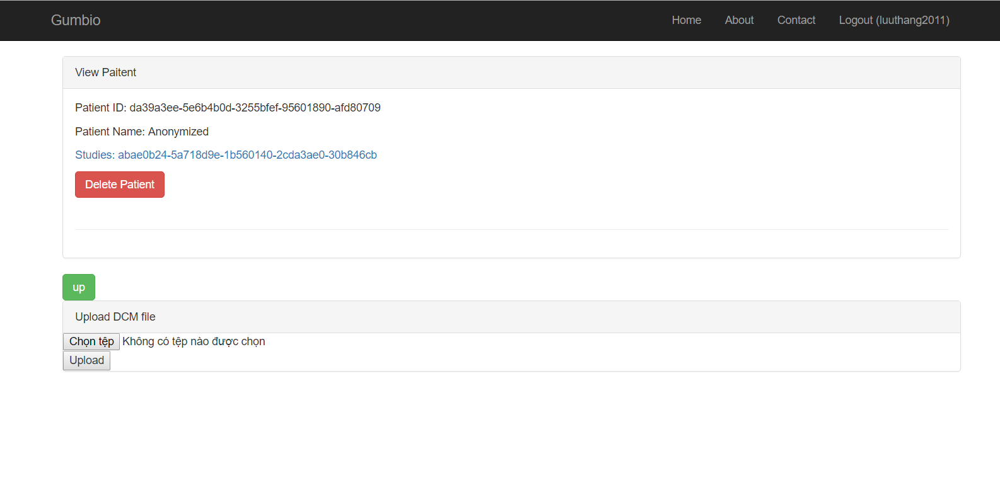 Gumbio Home About Contact Logout (luuthang2011)
View Paitent
Patient ID: da39a3ee-5e6b4b0d-3255bfef-95601890-afd80709
Patient Name: Anonymized
Studies: abae0b24-5a718d9e-1b560140-2cda3ae0-30b846cb
Delete Patient
up
Upload DCM file
Chọn tệp Không có tệp nào được chọn
Upload